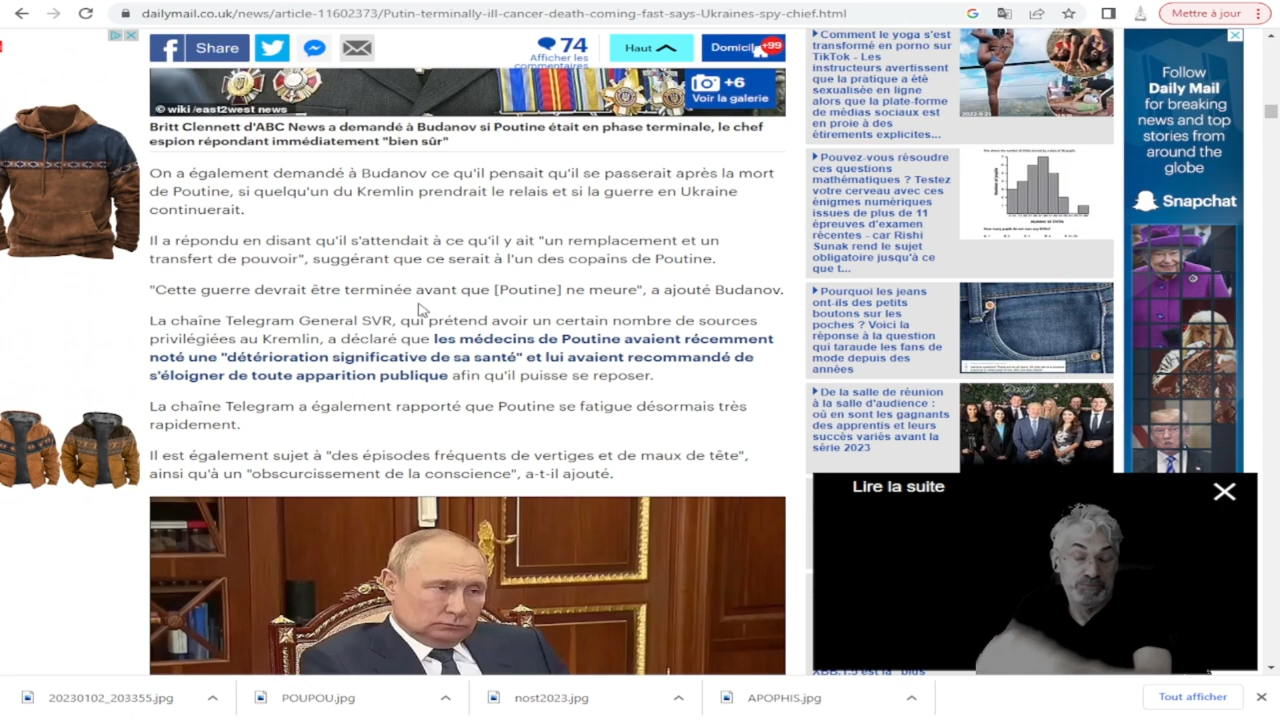 dailymail.co.uk/news/article-11602373/Putin-terminally-ill-cancer-death-coming-fast-says-Ukraines-spy-chief.html
Mettre à jour
Share
74
Afficher les
commentaires
Haut
Domicil
+99
+6
Voir la galerie
© wiki /east2west news
Britt Clennett d'ABC News a demandé à Budanov si Poutine était en phase terminale, le chef
espion répondant immédiatement "bien sûr"
On a également demandé à Budanov ce qu'il pensait qu'il se passerait après la mort
de Poutine, si quelqu'un du Kremlin prendrait le relais et si la guerre en Ukraine
continuerait.
Il a répondu en disant qu'il s'attendait à ce qu'il y ait "un remplacement et un
transfert de pouvoir", suggérant que ce serait à l'un des copains de Poutine.
"Cette guerre devrait être terminée avant que [Poutine] ne meure", a ajouté Budanov.
La chaîne Telegram General SVR, qui prétend avoir un certain nombre de sources
privilégiées au Kremlin, a déclaré que les médecins de Poutine avaient récemment
noté une "détérioration significative de sa santé" et lui avaient recommandé de
s'éloigner de toute apparition publique afin qu'il puisse se reposer.
La chaîne Telegram a également rapporté que Poutine se fatigue désormais très
rapidement.
Il est également sujet à "des épisodes fréquents de vertiges et de maux de tête",
ainsi qu'à un "obscurcissement de la conscience", a-t-il ajouté.
Comment le yoga s'est
transformé en porno sur
TikTok - Les
instructeurs avertissent
que la pratique a été
sexualisée en ligne
alors que la plate-forme
de médias sociaux est
en proie à des
étirements explicites...
Pouvez-vous résoudre
ces questions
mathématiques ? Testez
votre cerveau avec ces
énigmes numériques
issues de plus de 11
épreuves d'examen
récentes - car Rishi
Sunak rend le sujet
obligatoire jusqu'à ce
que t...
Pourquoi les jeans
ont-ils des petits
boutons sur les
poches ? Voici la
réponse à la question
qui taraude les fans de
mode depuis des
années
De la salle de réunion
à la salle d'audience :
où en sont les gagnants
des apprentis et leurs
succès variés avant la
série 2023
Follow
Daily Mail
for breaking
news and top
stories from
around the
globe
Snapchat
Lire la suite
20230102_203355.jpg
POUPOU.jpg
nost2023.jpg
APOPHIS.jpg
Tout afficher